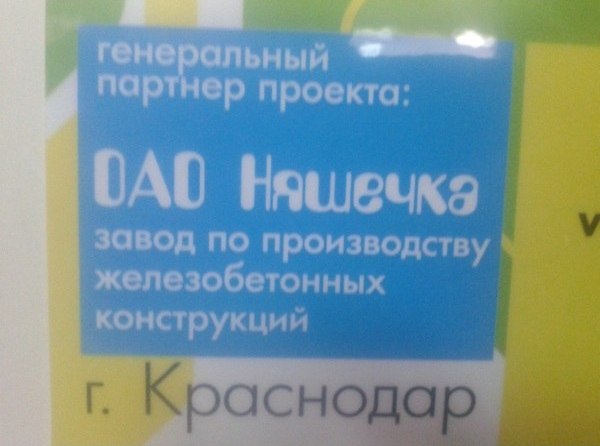 генеральный
партнер проекта:
ОАО Няшечка
завод по производству
железобетонных
конструкций
г. Краснодар
v